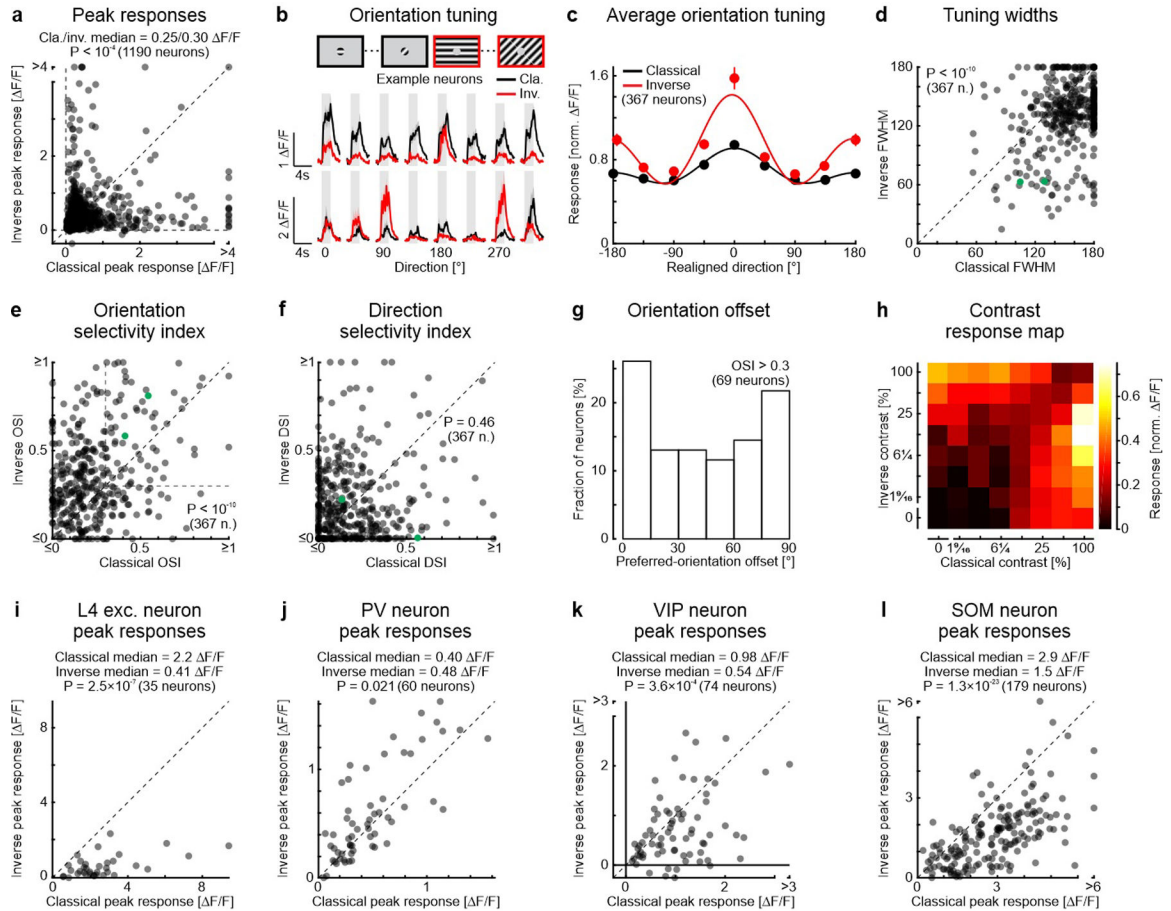 a
Peak responses
Cla./inv. median = 0.25/0.30 ΔF/F
P < 10⁻⁴ (1190 neurons)
>4
2
0
0
2
>4
Inverse peak response [ΔF/F]
Classical peak response [ΔF/F]
b
Orientation tuning
Example neurons
Cla.
Inv.
1 ΔF/F
4s
2 ΔF/F
4s
0
90
180
270
Direction [°]
c
Average orientation tuning
Classical
Inverse
(367 neurons)
1.6
1.2
0.8
0.4
0
-180
-90
0
90
180
Response [norm. ΔF/F]
Realigned direction [°]
d
Tuning widths
P < 10⁻¹⁰
(367 n.)
180
140
100
60
20
0
0
20
60
100
140
180
Inverse FWHM
Classical FWHM
e
Orientation
selectivity index
≥1
0.5
≤0
≤0
0.5
≥1
P < 10⁻¹⁰
(367 n.)
Inverse OSI
Classical OSI
f
Direction
selectivity index
≥1
0.5
≤0
≤0
0.5
≥1
P = 0.46
(367 n.)
Inverse DSI
Classical DSI
g
Orientation offset
OSI > 0.3
(69 neurons)
20
10
0
0
30
60
90
Fraction of neurons [%]
Preferred-orientation offset [°]
h
Contrast
response map
100
25
6¼
1⁹⁄₁₆
0
0
1⁹⁄₁₆
6¼
25
100
Inverse contrast [%]
Classical contrast [%]
0.8
0.4
0
Response [norm. ΔF/F]
i
L4 exc. neuron
peak responses
Classical median = 2.2 ΔF/F
Inverse median = 0.41 ΔF/F
P = 2.5×10⁻⁷ (35 neurons)
8
4
0
0
4
8
Inverse peak response [ΔF/F]
Classical peak response [ΔF/F]
j
PV neuron
peak responses
Classical median = 0.40 ΔF/F
Inverse median = 0.48 ΔF/F
P = 0.021 (60 neurons)
1
0
0
1
Inverse peak response [ΔF/F]
Classical peak response [ΔF/F]
k
VIP neuron
peak responses
Classical median = 0.98 ΔF/F
Inverse median = 0.54 ΔF/F
P = 3.6×10⁻⁴ (74 neurons)
>3
2
0
0
2
>3
Inverse peak response [ΔF/F]
Classical peak response [ΔF/F]
l
SOM neuron
peak responses
Classical median = 2.9 ΔF/F
Inverse median = 1.5 ΔF/F
P = 1.3×10⁻²³ (179 neurons)
>6
3
0
0
3
>6
Inverse peak response [ΔF/F]
Classical peak response [ΔF/F]